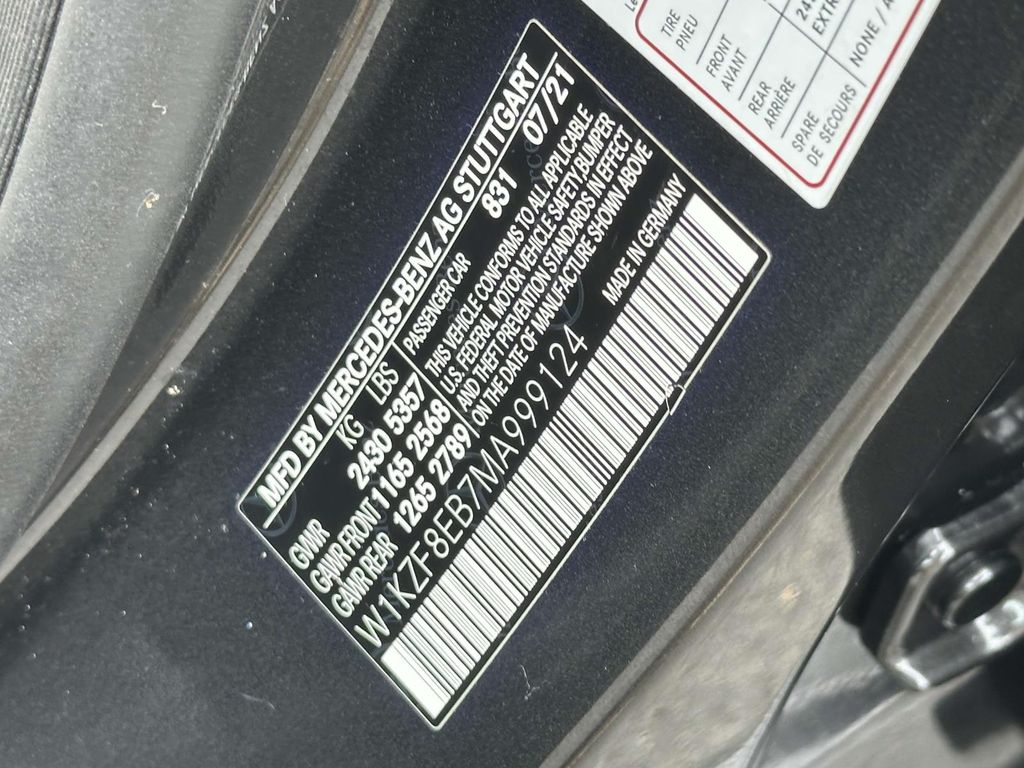 MFD BY MERCEDES-BENZ AG STUTTGART
KG LBS 831 07/21
GWR 2430 5357 PASSENGER CAR
GAWR FRONT 1165 2568
GAWR REAR 1265 2789
THIS VEHICLE CONFORMS TO ALL APPLICABLE
U.S. FEDERAL MOTOR VEHICLE SAFETY, BUMPER
AND THEFT PREVENTION STANDARDS IN EFFECT
ON THE DATE OF MANUFACTURE SHOWN ABOVE
W1KZF8EB7MA999124 MADE IN GERMANY
TIRE
PNEU
FRONT
AVANT
REAR
ARRIÈRE
SPARE
DE SECOURS
NONE /